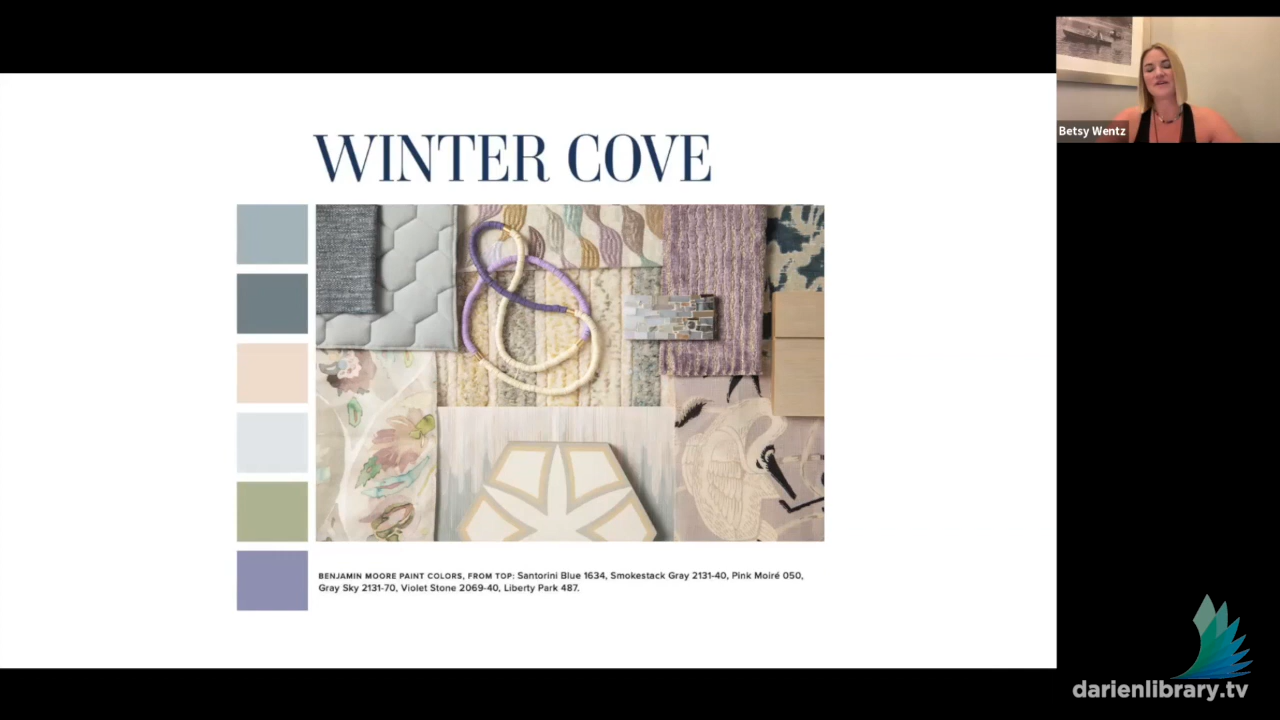 WINTER COVE
BENJAMIN MOORE PAINT COLORS, FROM TOP: Santorini Blue 1634, Smokestack Gray 2131-40, Pink Moiré 050,
Gray Sky 2131-70, Violet Stone 2069-40, Liberty Park 487.
Betsy Wentz
darienlibrary.tv